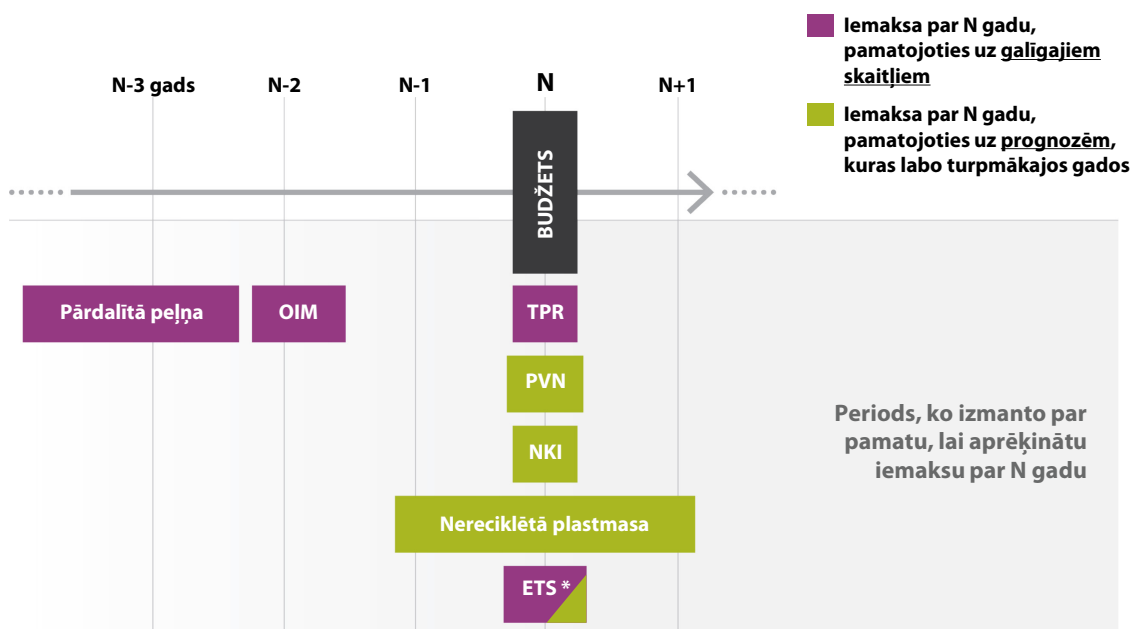 Iemaksa par N gadu,
pamatojoties uz galīgajiem
skaitļiem
Iemaksa par N gadu,
pamatojoties uz prognozēm,
kuras labo turpmākajos gados
N-3 gads
N-2
N-1
N
N+1
BUDŽETS
Pārdalītā peļņa
OIM
TPR
PVN
NKI
Nereciklētā plastmasa
ETS *
Periods, ko izmanto par
pamatu, lai aprēķinātu
iemaksu par N gadu